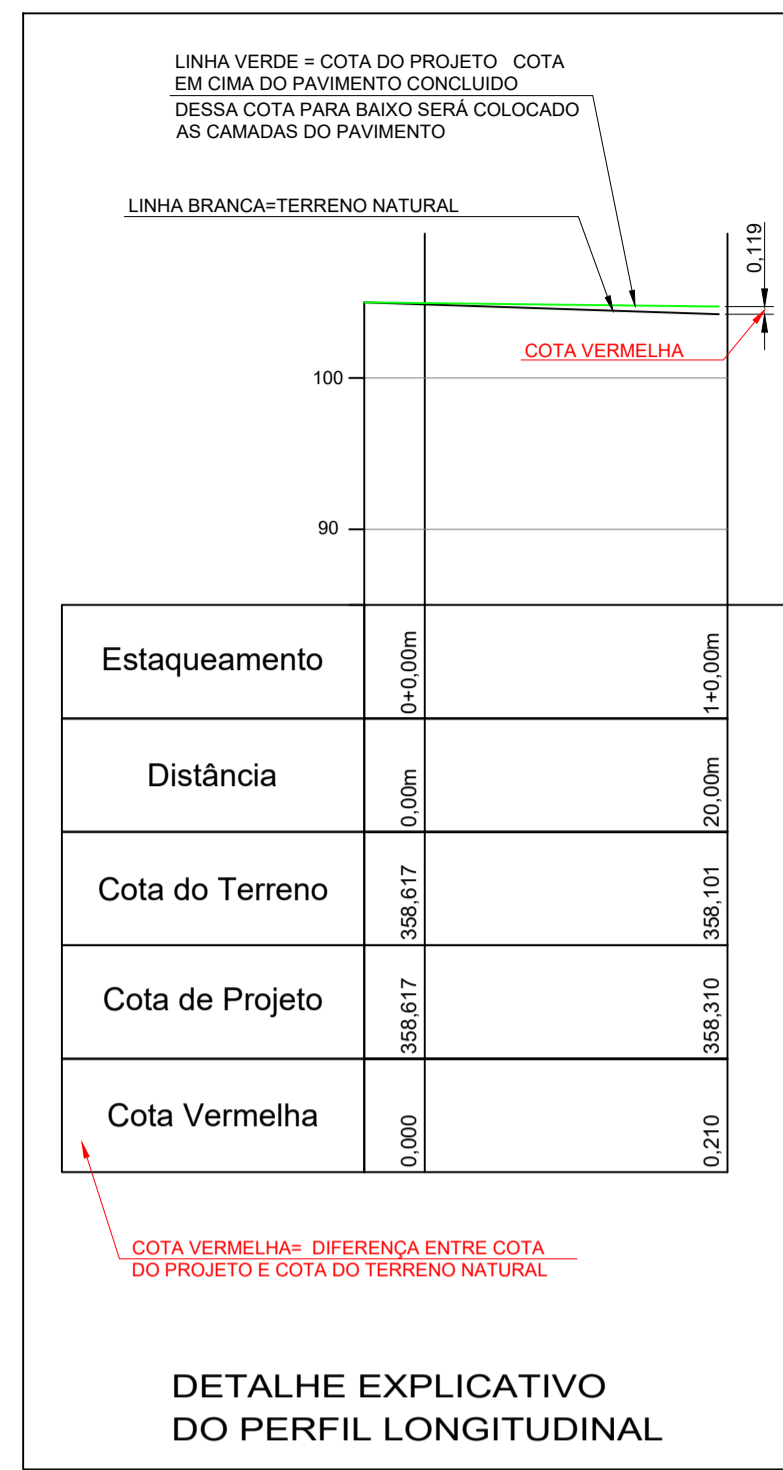 LINHA VERDE = COTA DO PROJETO COTA
EM CIMA DO PAVIMENTO CONCLUIDO
DESSA COTA PARA BAIXO SERÁ COLOCADO
AS CAMADAS DO PAVIMENTO
LINHA BRANCA=TERRENO NATURAL
0,119
COTA VERMELHA
100
90
Estaqueamento
0+0,00m
1+0,00m
Distância
0,00m
20,00m
Cota do Terreno
358,617
358,101
Cota de Projeto
358,617
358,310
Cota Vermelha
0,000
0,210
COTA VERMELHA= DIFERENÇA ENTRE COTA
DO PROJETO E COTA DO TERRENO NATURAL
DETALHE EXPLICATIVO
DO PERFIL LONGITUDINAL